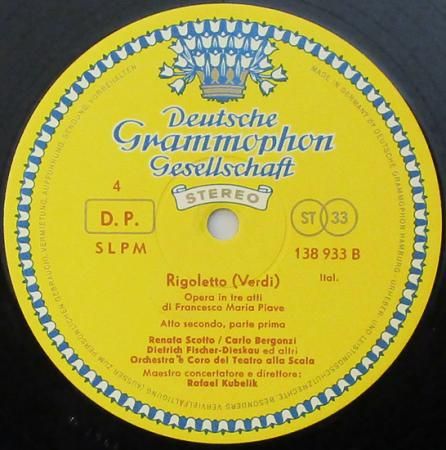 Deutsche
Grammophon
Gesellschaft
STEREO
4
D. P.
SLPM
ST 33
138 933 B
Rigoletto (Verdi)
Ital.
Opera in tre atti
di Francesco Maria Piave
Atto secondo, parte prima
Renata Scotto / Carlo Bergonzi
Dietrich Fischer-Dieskau ed altri
Orchestra e Coro del Teatro alla Scala
Maestro concertatore e direttore:
Rafael Kubelik
MADE IN GERMANY BY DEUTSCHE GRAMMOPHON HAMBURG